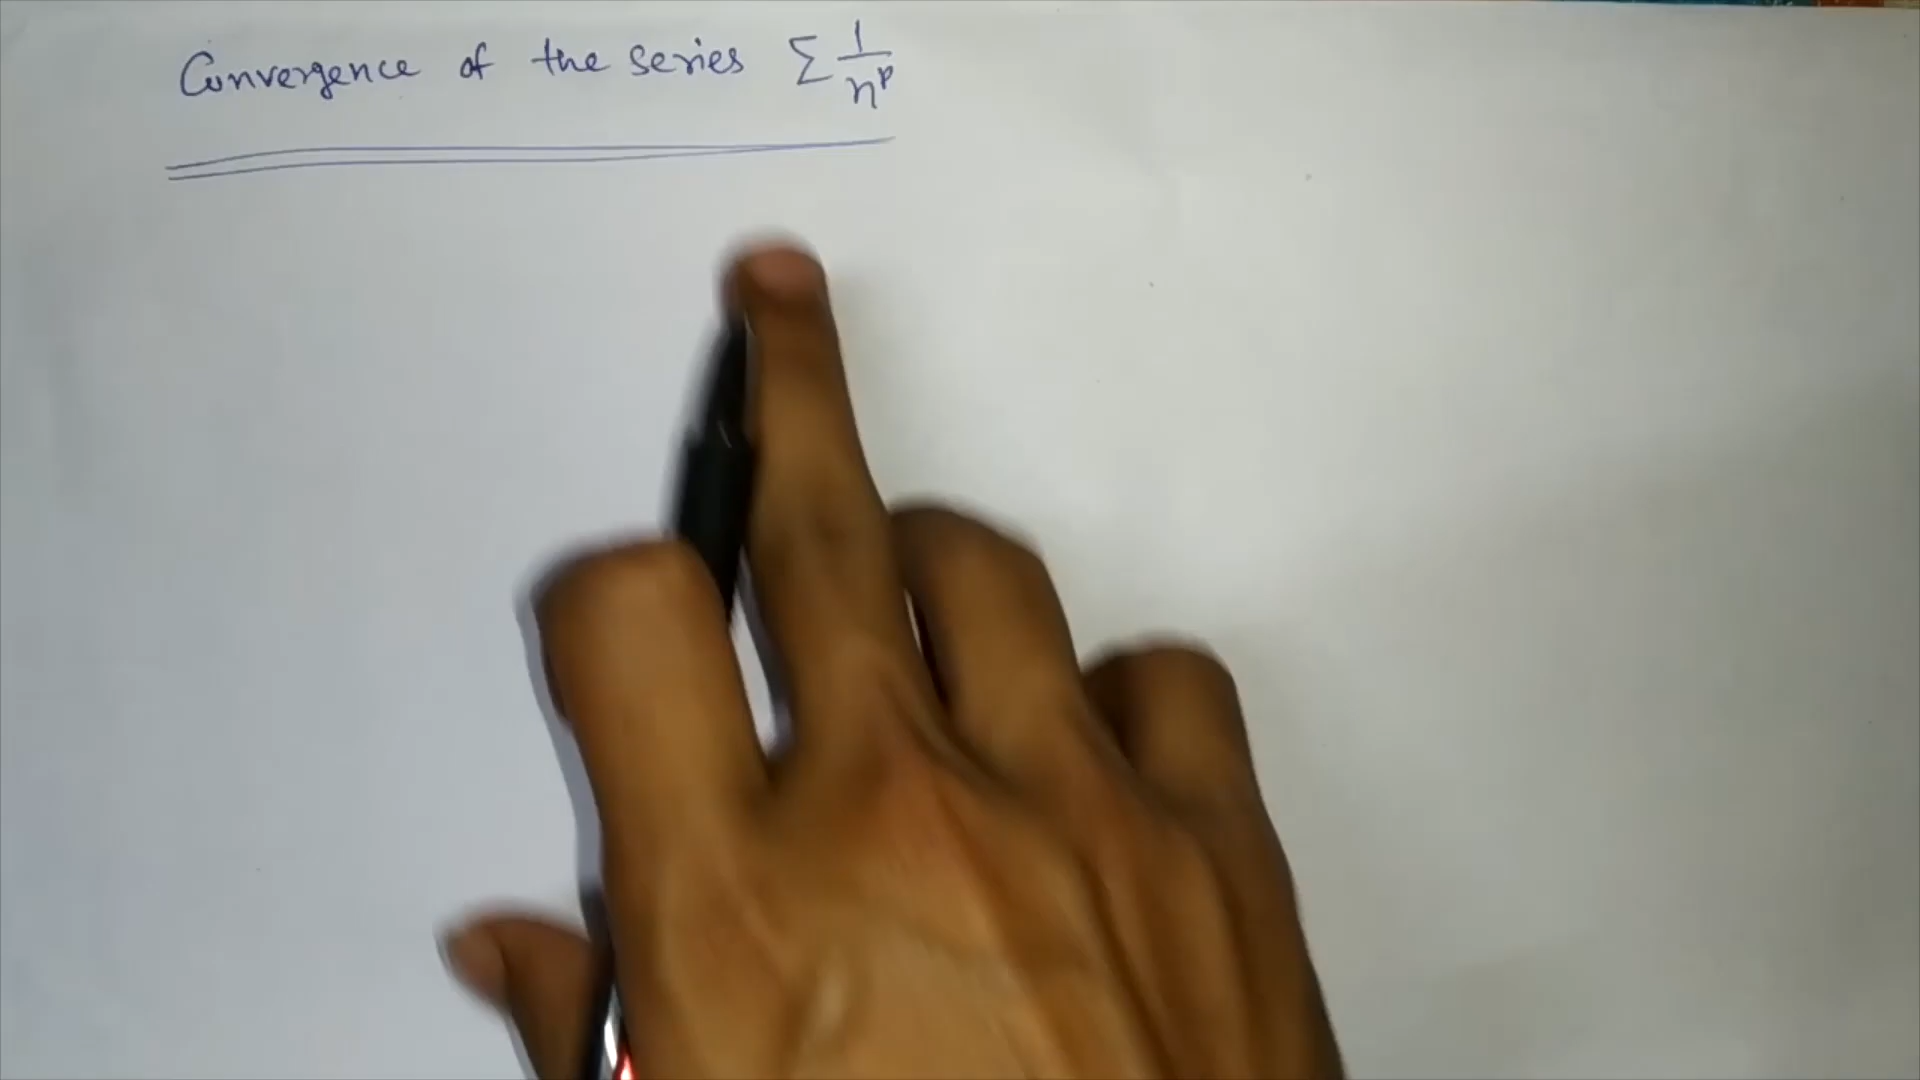 Convergence of the series ∑ 1/n^p